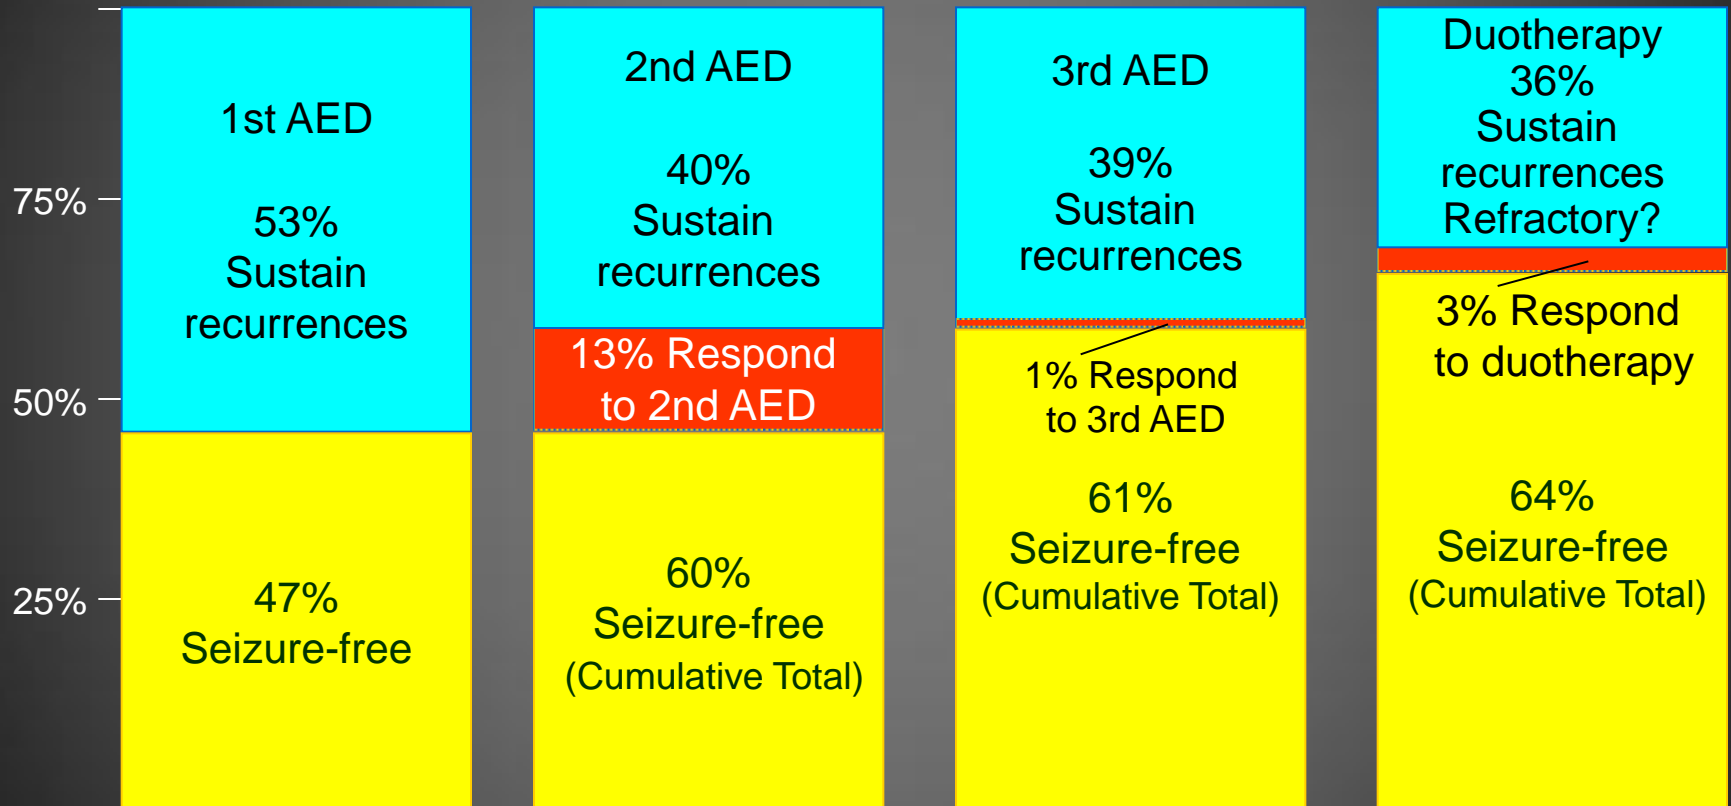 75%
50%
25%
1st AED
53%
Sustain
recurrences
47%
Seizure-free
2nd AED
40%
Sustain
recurrences
13% Respond
to 2nd AED
60%
Seizure-free
(Cumulative Total)
3rd AED
39%
Sustain
recurrences
1% Respond
to 3rd AED
61%
Seizure-free
(Cumulative Total)
Duotherapy
36%
Sustain
recurrences
Refractory?
3% Respond
to duotherapy
64%
Seizure-free
(Cumulative Total)